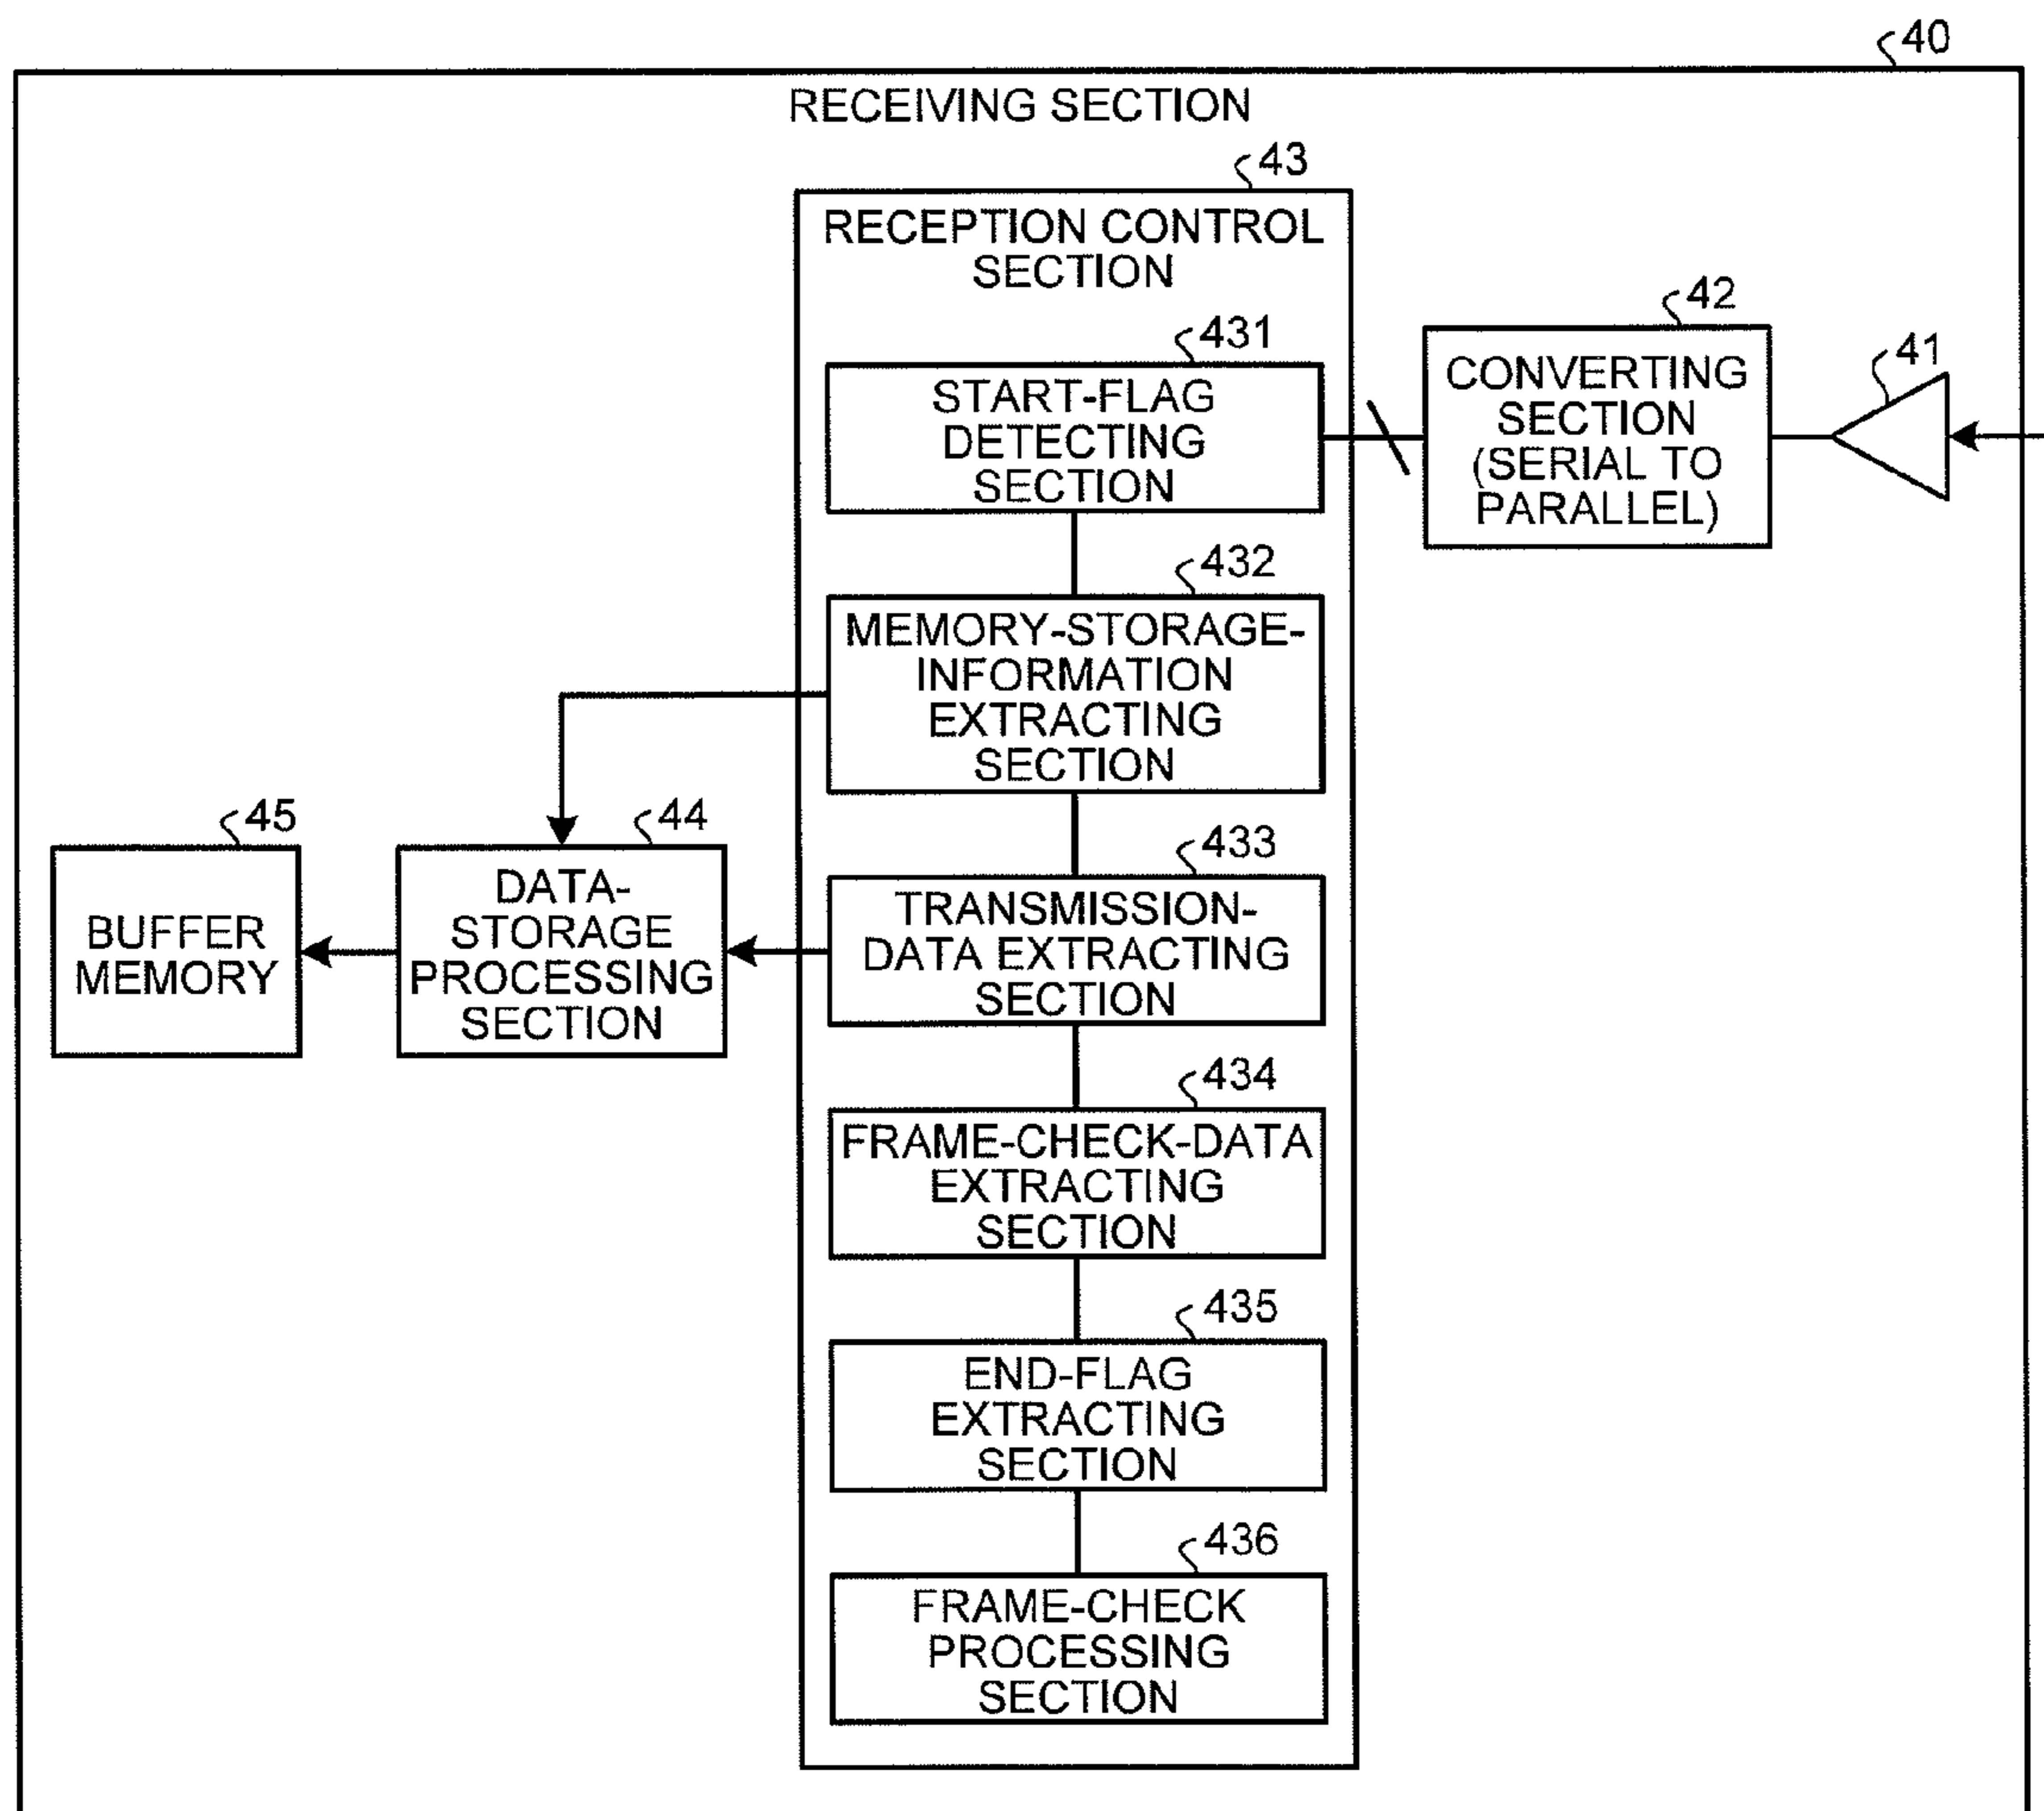 40
RECEIVING SECTION
43
RECEPTION CONTROL
SECTION
431
START-FLAG
DETECTING
SECTION
42
CONVERTING
SECTION
(SERIAL TO
PARALLEL)
41
432
MEMORY-STORAGE-
INFORMATION
EXTRACTING
SECTION
45
BUFFER
MEMORY
44
DATA-
STORAGE
PROCESSING
SECTION
433
TRANSMISSION-
DATA EXTRACTING
SECTION
434
FRAME-CHECK-DATA
EXTRACTING
SECTION
435
END-FLAG
EXTRACTING
SECTION
436
FRAME-CHECK
PROCESSING
SECTION